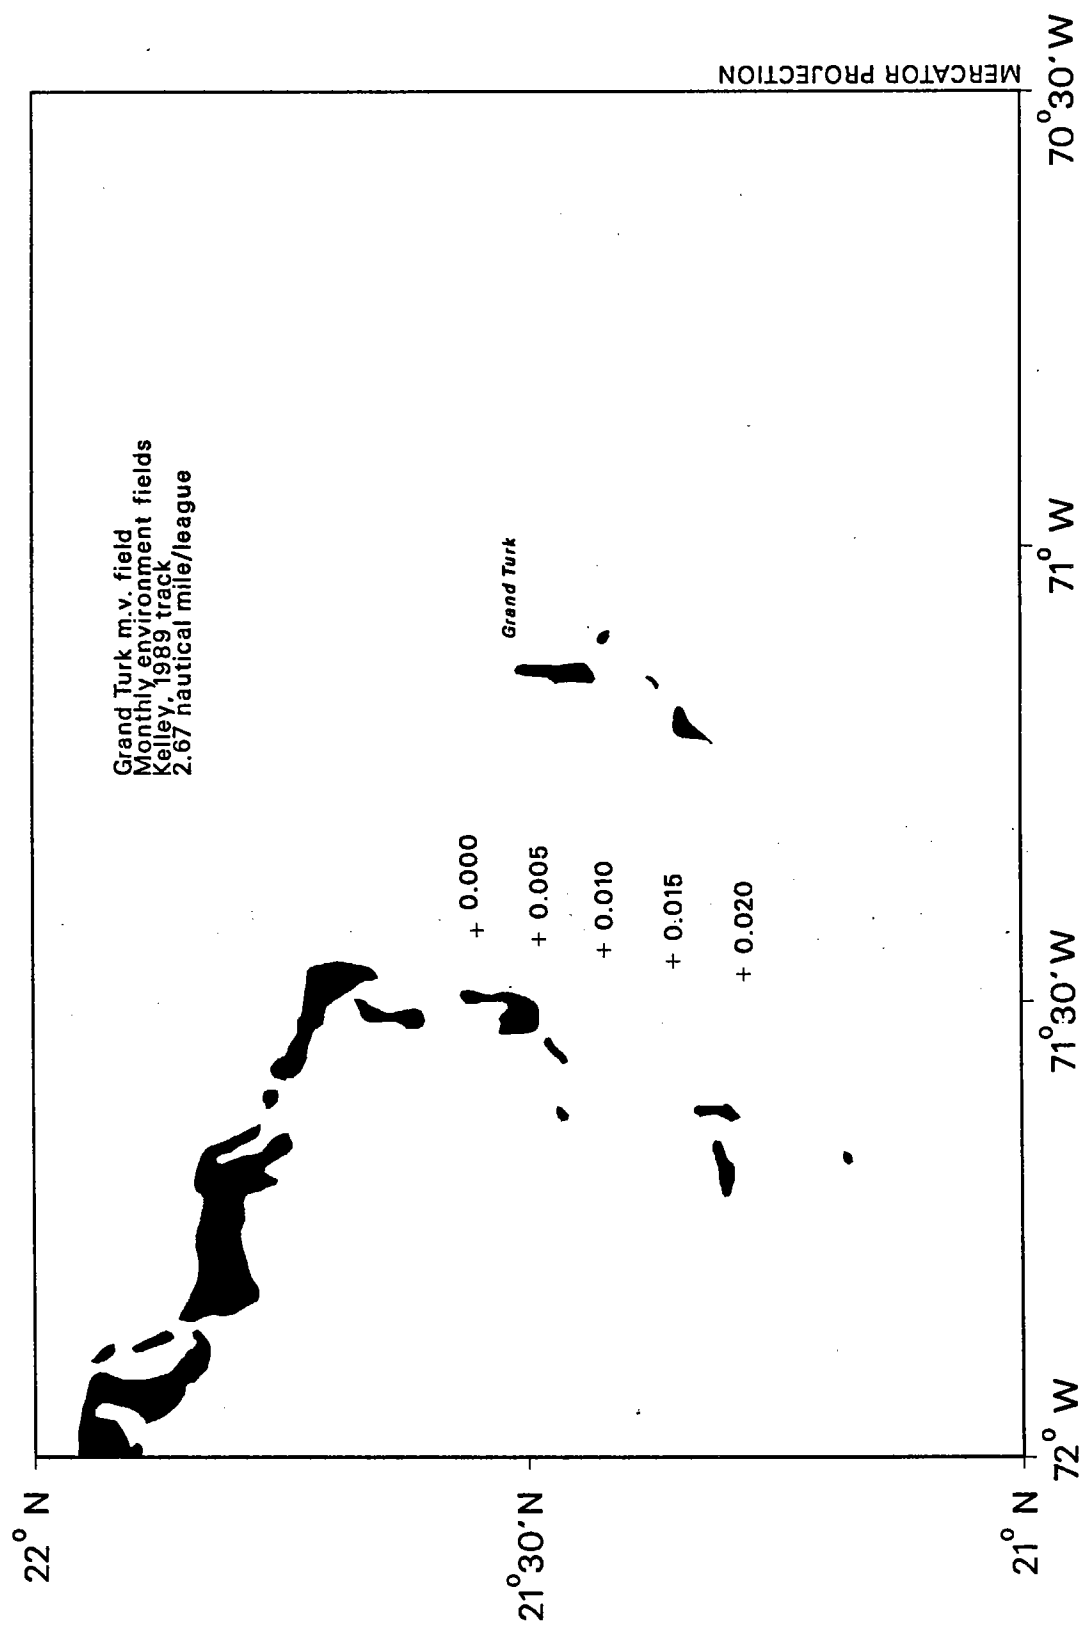 Grand Turk m.v. field
Monthly environment fields
Kelley, 1989 track
2.67 nautical mile/league
22° N
21°30'N
21° N
Grand Turk
+ 0.000
+ 0.005
+ 0.010
+ 0.015
+ 0.020
72° W
71°30'W
71° W
70°30'W
MERCATOR PROJECTION